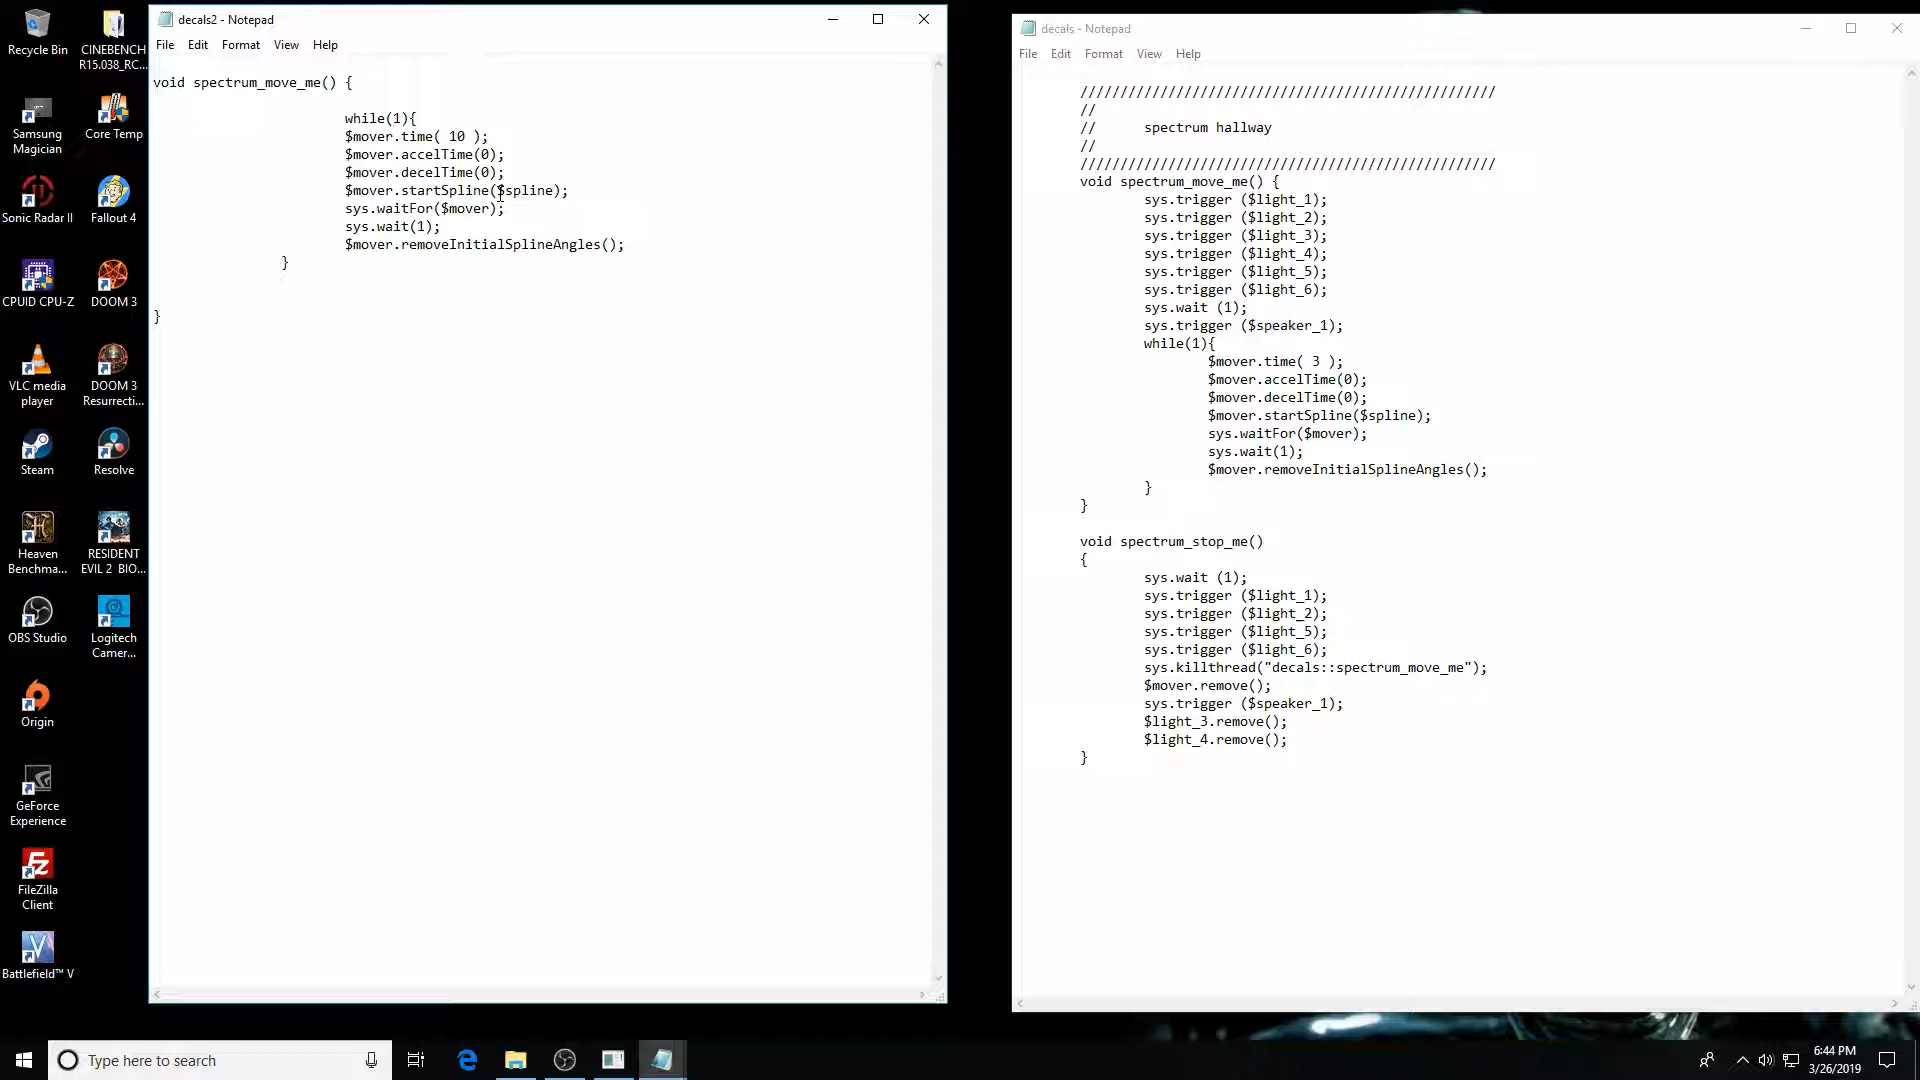 Recycle Bin
CINEBENCH
R15.038_RC...
Samsung
Magician
Core Temp
Sonic Radar II
Fallout 4
CPUID CPU-Z
DOOM 3
VLC media
player
DOOM 3
Resurrecti...
Steam
Resolve
Heaven
Benchma...
RESIDENT
EVIL 2 BIO...
OBS Studio
Logitech
Camer...
Origin
GeForce
Experience
FileZilla
Client
Battlefield™ V
decals2 - Notepad
File Edit Format View Help
void spectrum_move_me() {
while(1){
$mover.time( 10 );
$mover.accelTime(0);
$mover.decelTime(0);
$mover.startSpline($spline);
sys.waitFor($mover);
sys.wait(1);
$mover.removeInitialSplineAngles();
}
}
decals - Notepad
File Edit Format View Help
////////////////////////////////////////////////////
//
// spectrum hallway
//
////////////////////////////////////////////////////
void spectrum_move_me() {
sys.trigger ($light_1);
sys.trigger ($light_2);
sys.trigger ($light_3);
sys.trigger ($light_4);
sys.trigger ($light_5);
sys.trigger ($light_6);
sys.wait (1);
sys.trigger ($speaker_1);
while(1){
$mover.time( 3 );
$mover.accelTime(0);
$mover.decelTime(0);
$mover.startSpline($spline);
sys.waitFor($mover);
sys.wait(1);
$mover.removeInitialSplineAngles();
}
}
void spectrum_stop_me()
{
sys.wait (1);
sys.trigger ($light_1);
sys.trigger ($light_2);
sys.trigger ($light_5);
sys.trigger ($light_6);
sys.killthread("decals::spectrum_move_me");
$mover.remove();
sys.trigger ($speaker_1);
$light_3.remove();
$light_4.remove();
}
Type here to search
6:44 PM
3/26/2019